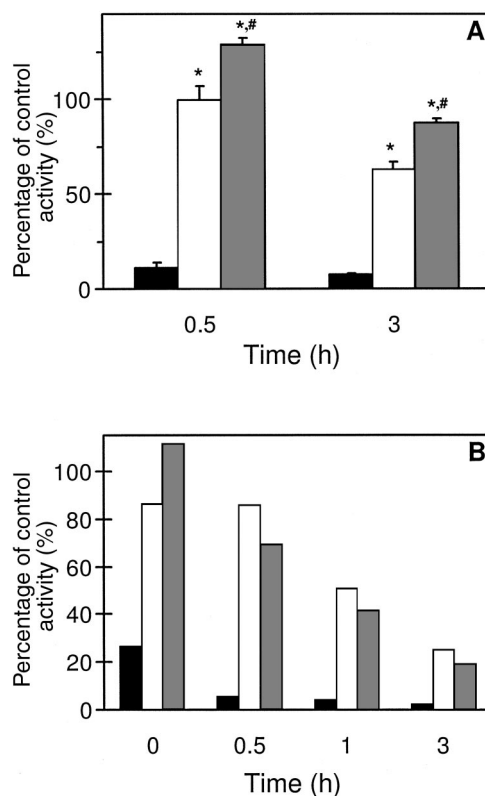 A
*,#
*
*,#
*
100
50
0
Percentage of control
activity (%)
0.5 3
Time (h)
B
100
80
60
40
20
0
Percentage of control
activity (%)
0 0.5 1 3
Time (h)